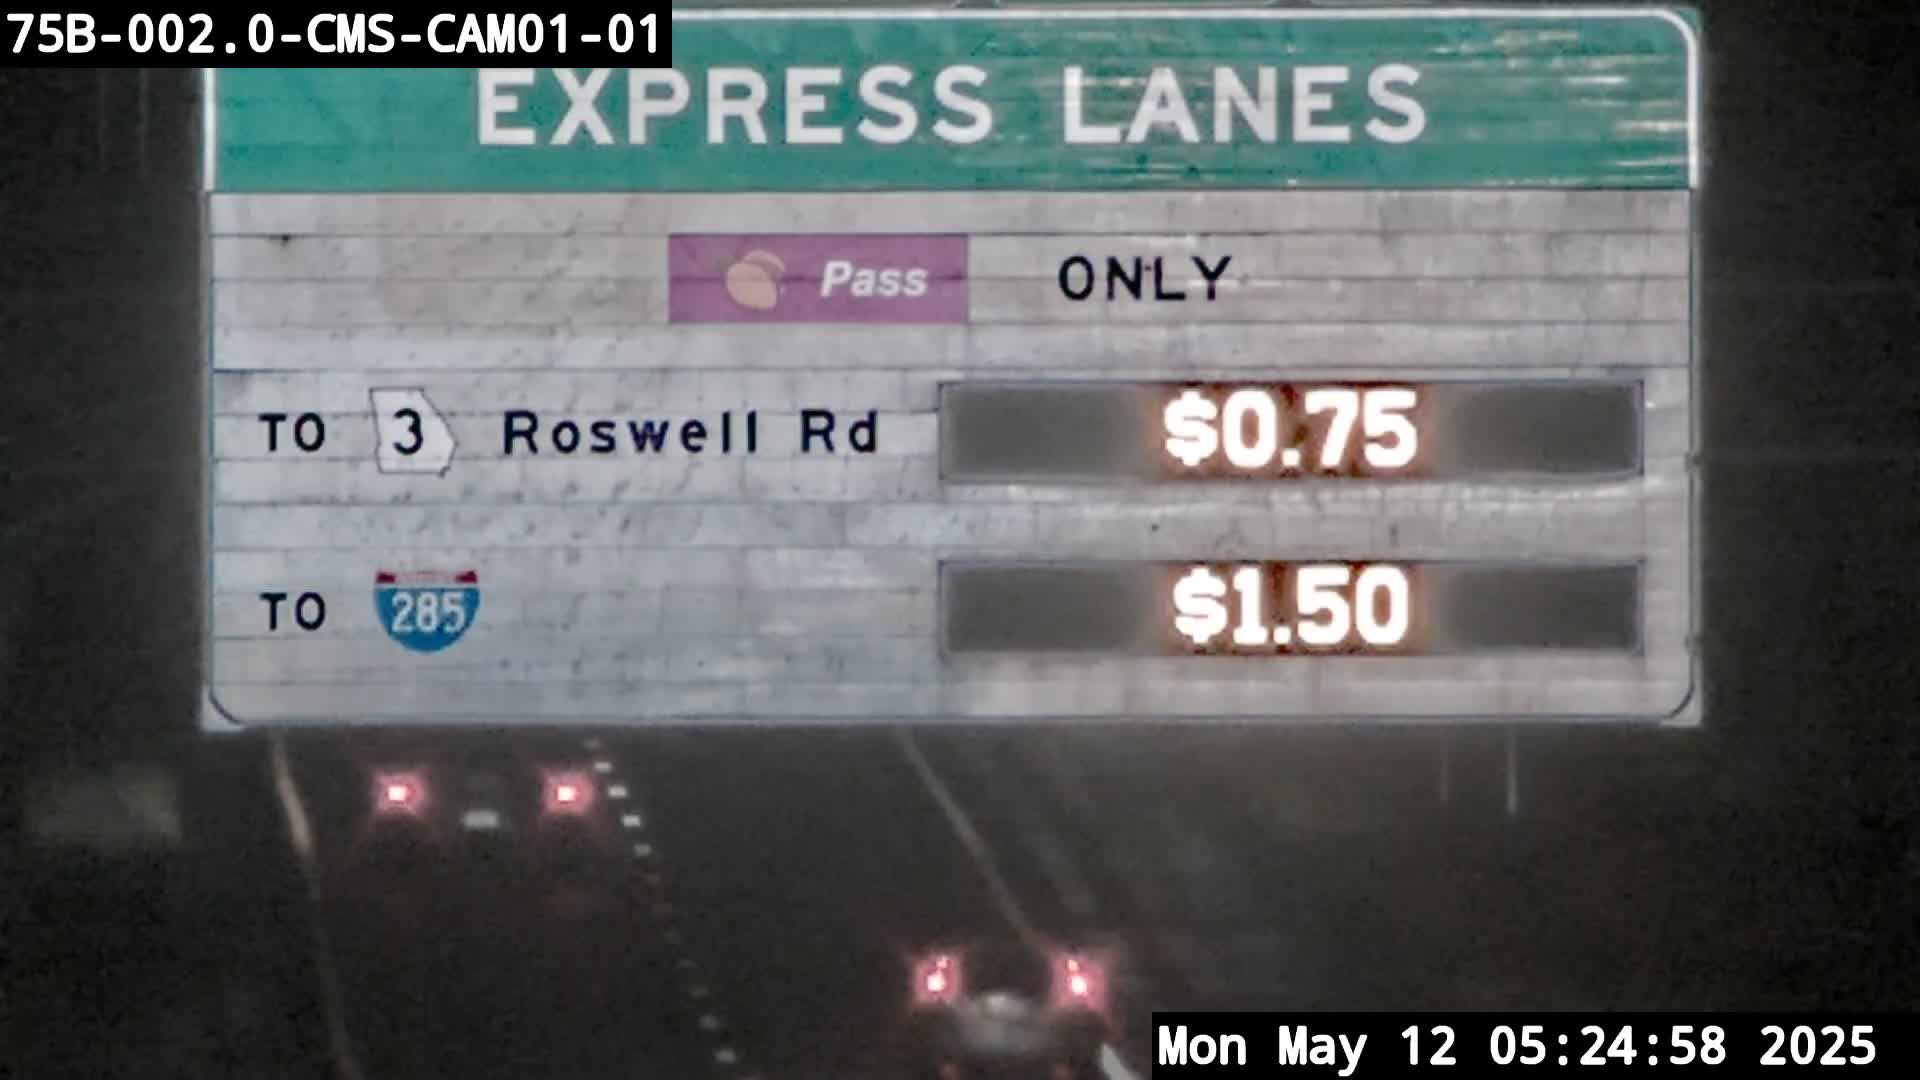 75B-002.0-CMS-CAM01-01
EXPRESS LANES
Pass ONLY
TO 3 Roswell Rd $0.75
TO 285 $1.50
Mon May 12 05:24:58 2025